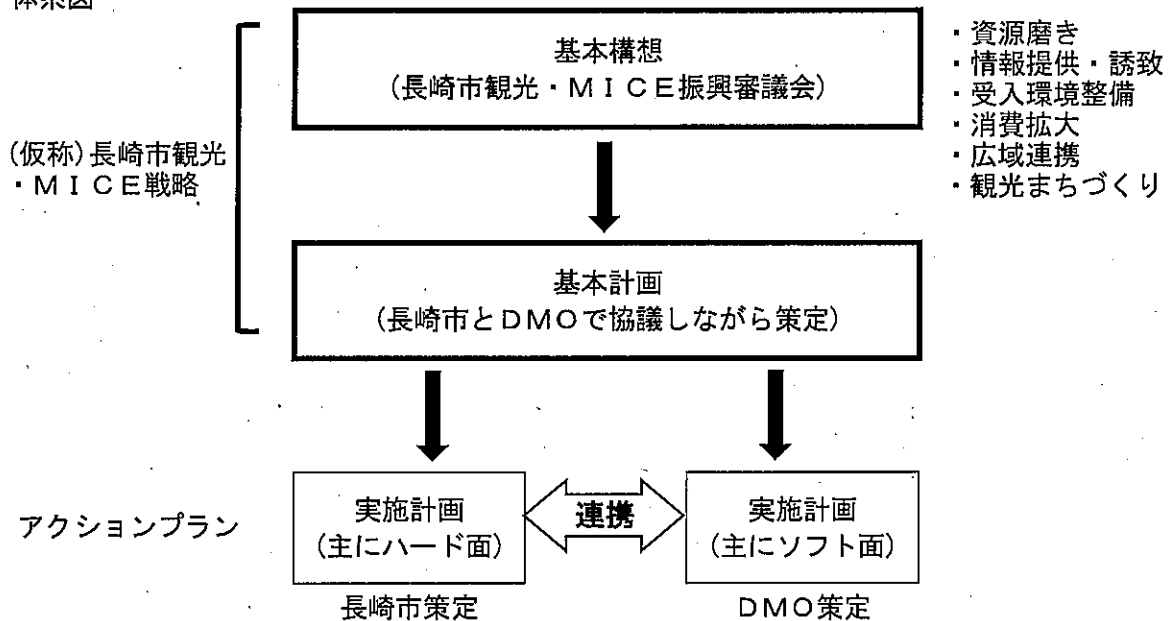 体系図
基本構想
(長崎市観光・ＭＩＣＥ振興審議会)
・資源磨き
・情報提供・誘致
・受入環境整備
・消費拡大
・広域連携
・観光まちづくり
(仮称)長崎市観光
・ＭＩＣＥ戦略
基本計画
(長崎市とＤＭＯで協議しながら策定)
アクションプラン
実施計画
(主にハード面)
連携
実施計画
(主にソフト面)
長崎市策定
ＤＭＯ策定